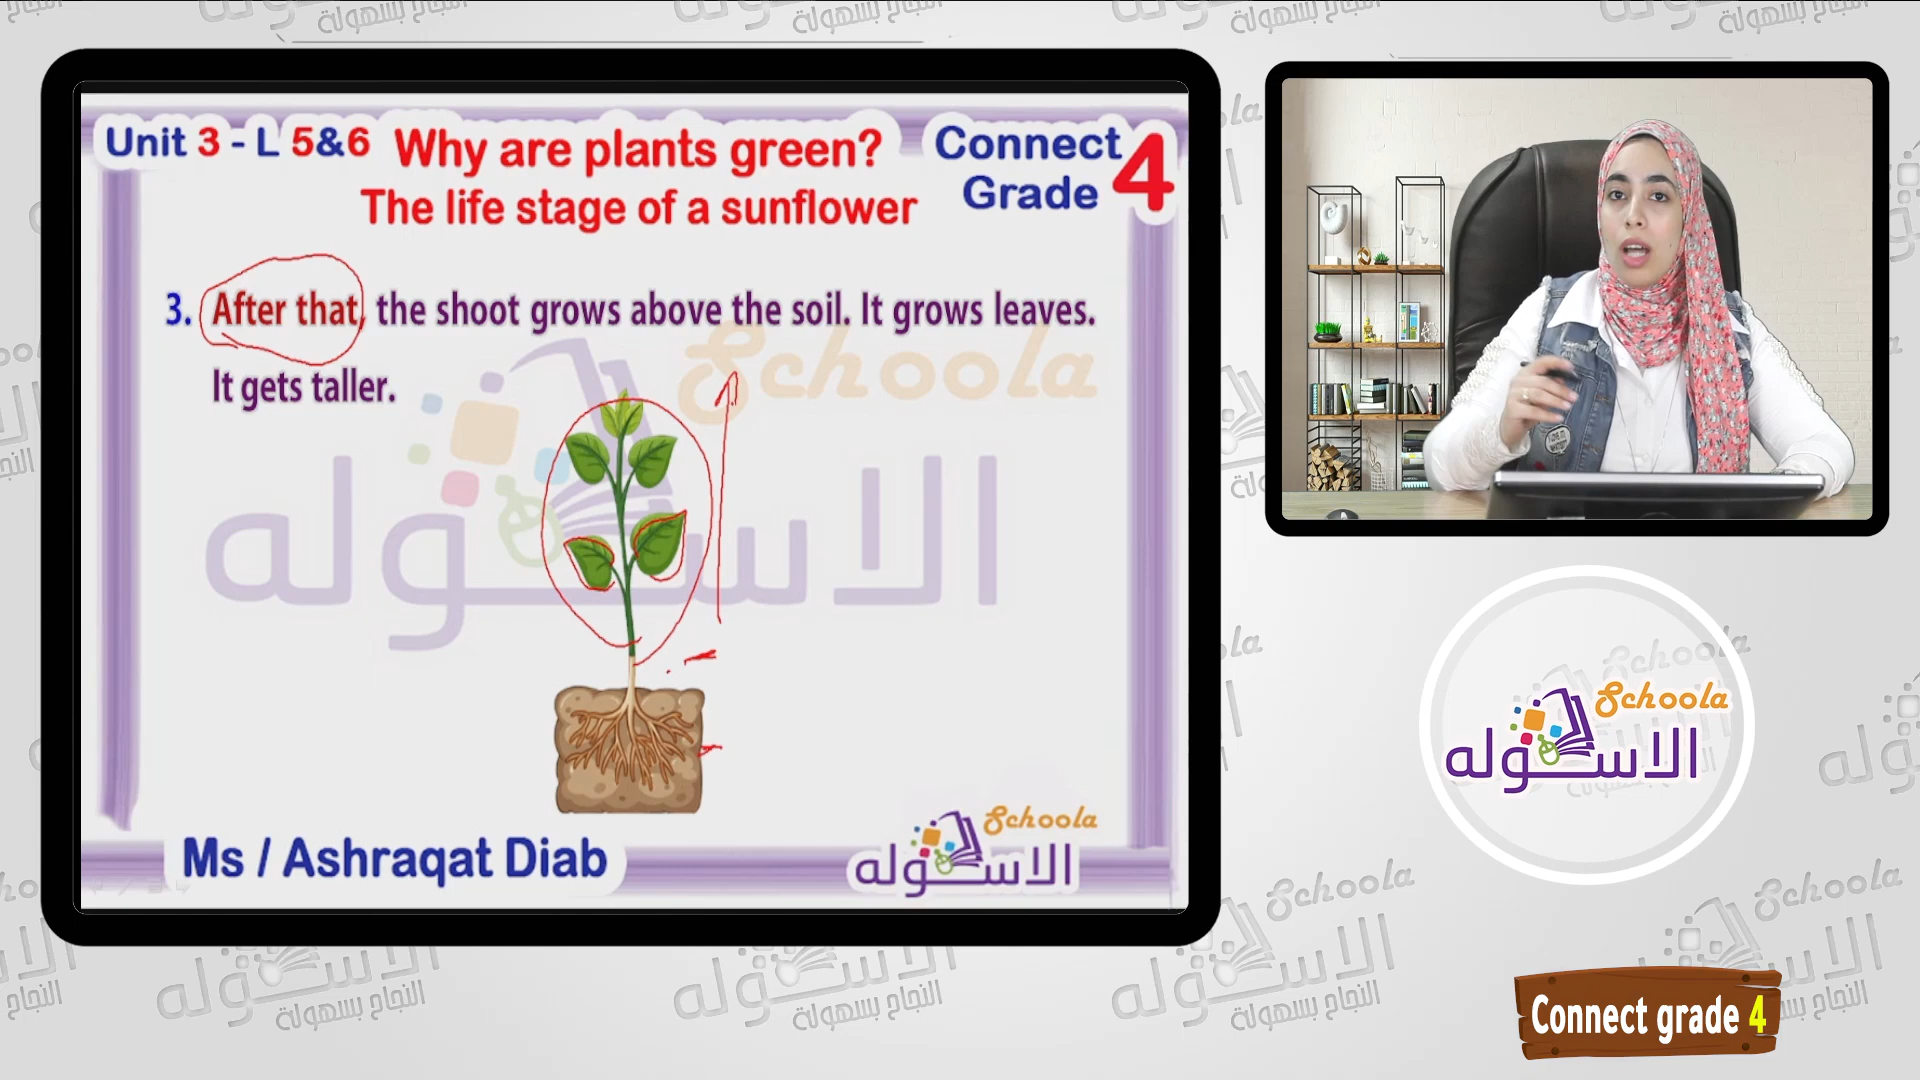 Unit 3 - L 5&6
Why are plants green?
The life stage of a sunflower
Connect
Grade 4
3. After that, the shoot grows above the soil. It grows leaves.
It gets taller.
Schoola
الاسكوله
Ms / Ashraqat Diab
Schoola
الاسكوله
Schoola
الاسكوله
النجاح بسهولة
Connect grade 4